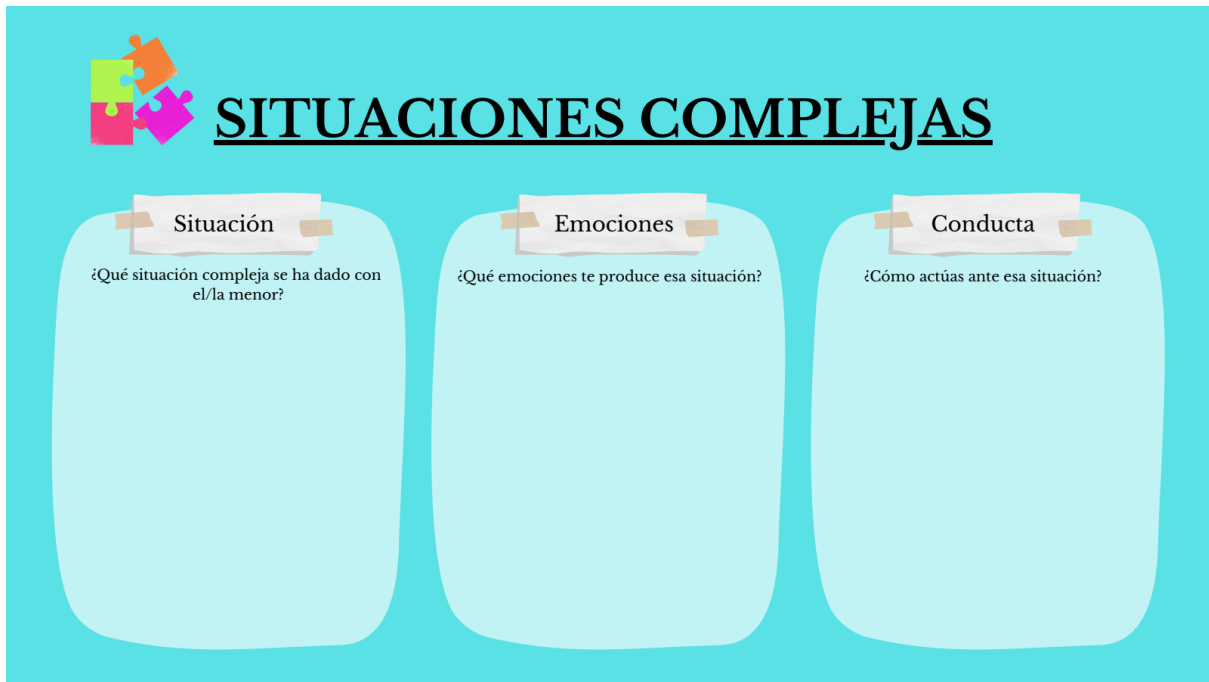 SITUACIONES COMPLEJAS
Situación
¿Qué situación compleja se ha dado con
el/la menor?
Emociones
¿Qué emociones te produce esa situación?
Conducta
¿Cómo actúas ante esa situación?